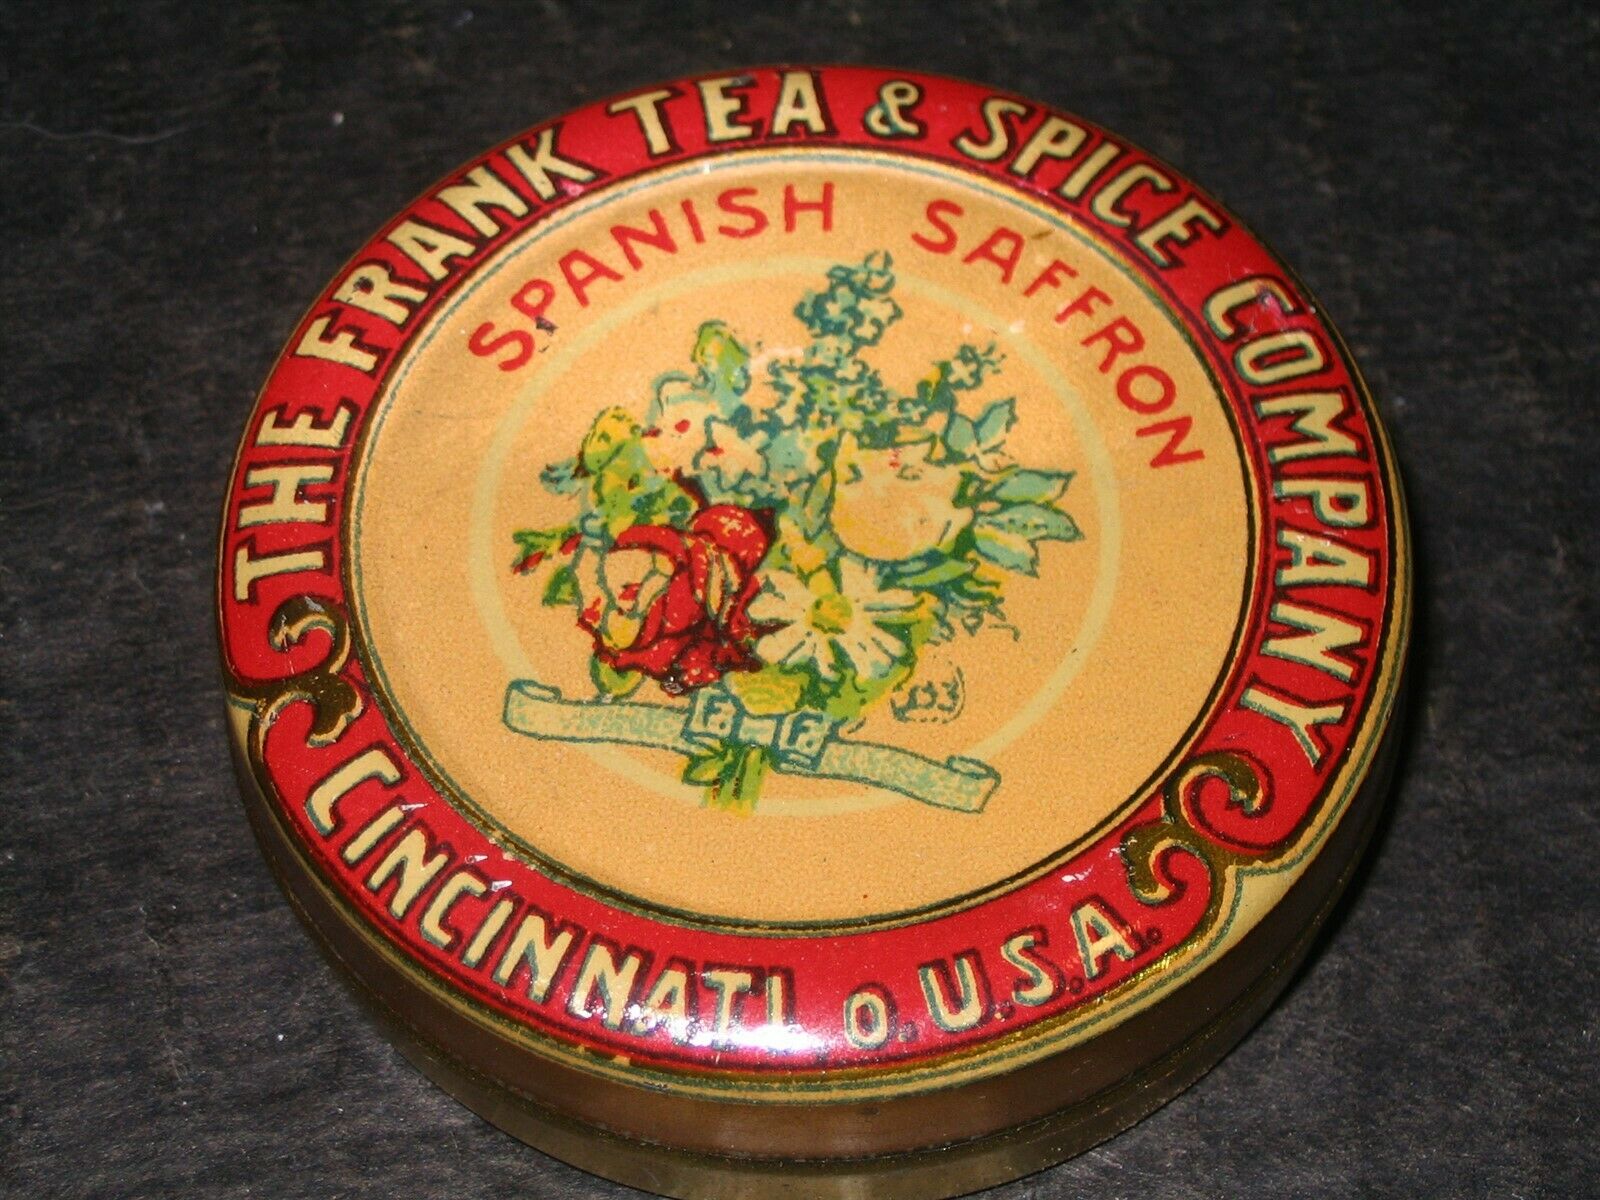 THE FRANK TEA & SPICE COMPANY
SPANISH SAFFRON
CINCINNATI, O. U.S.A.